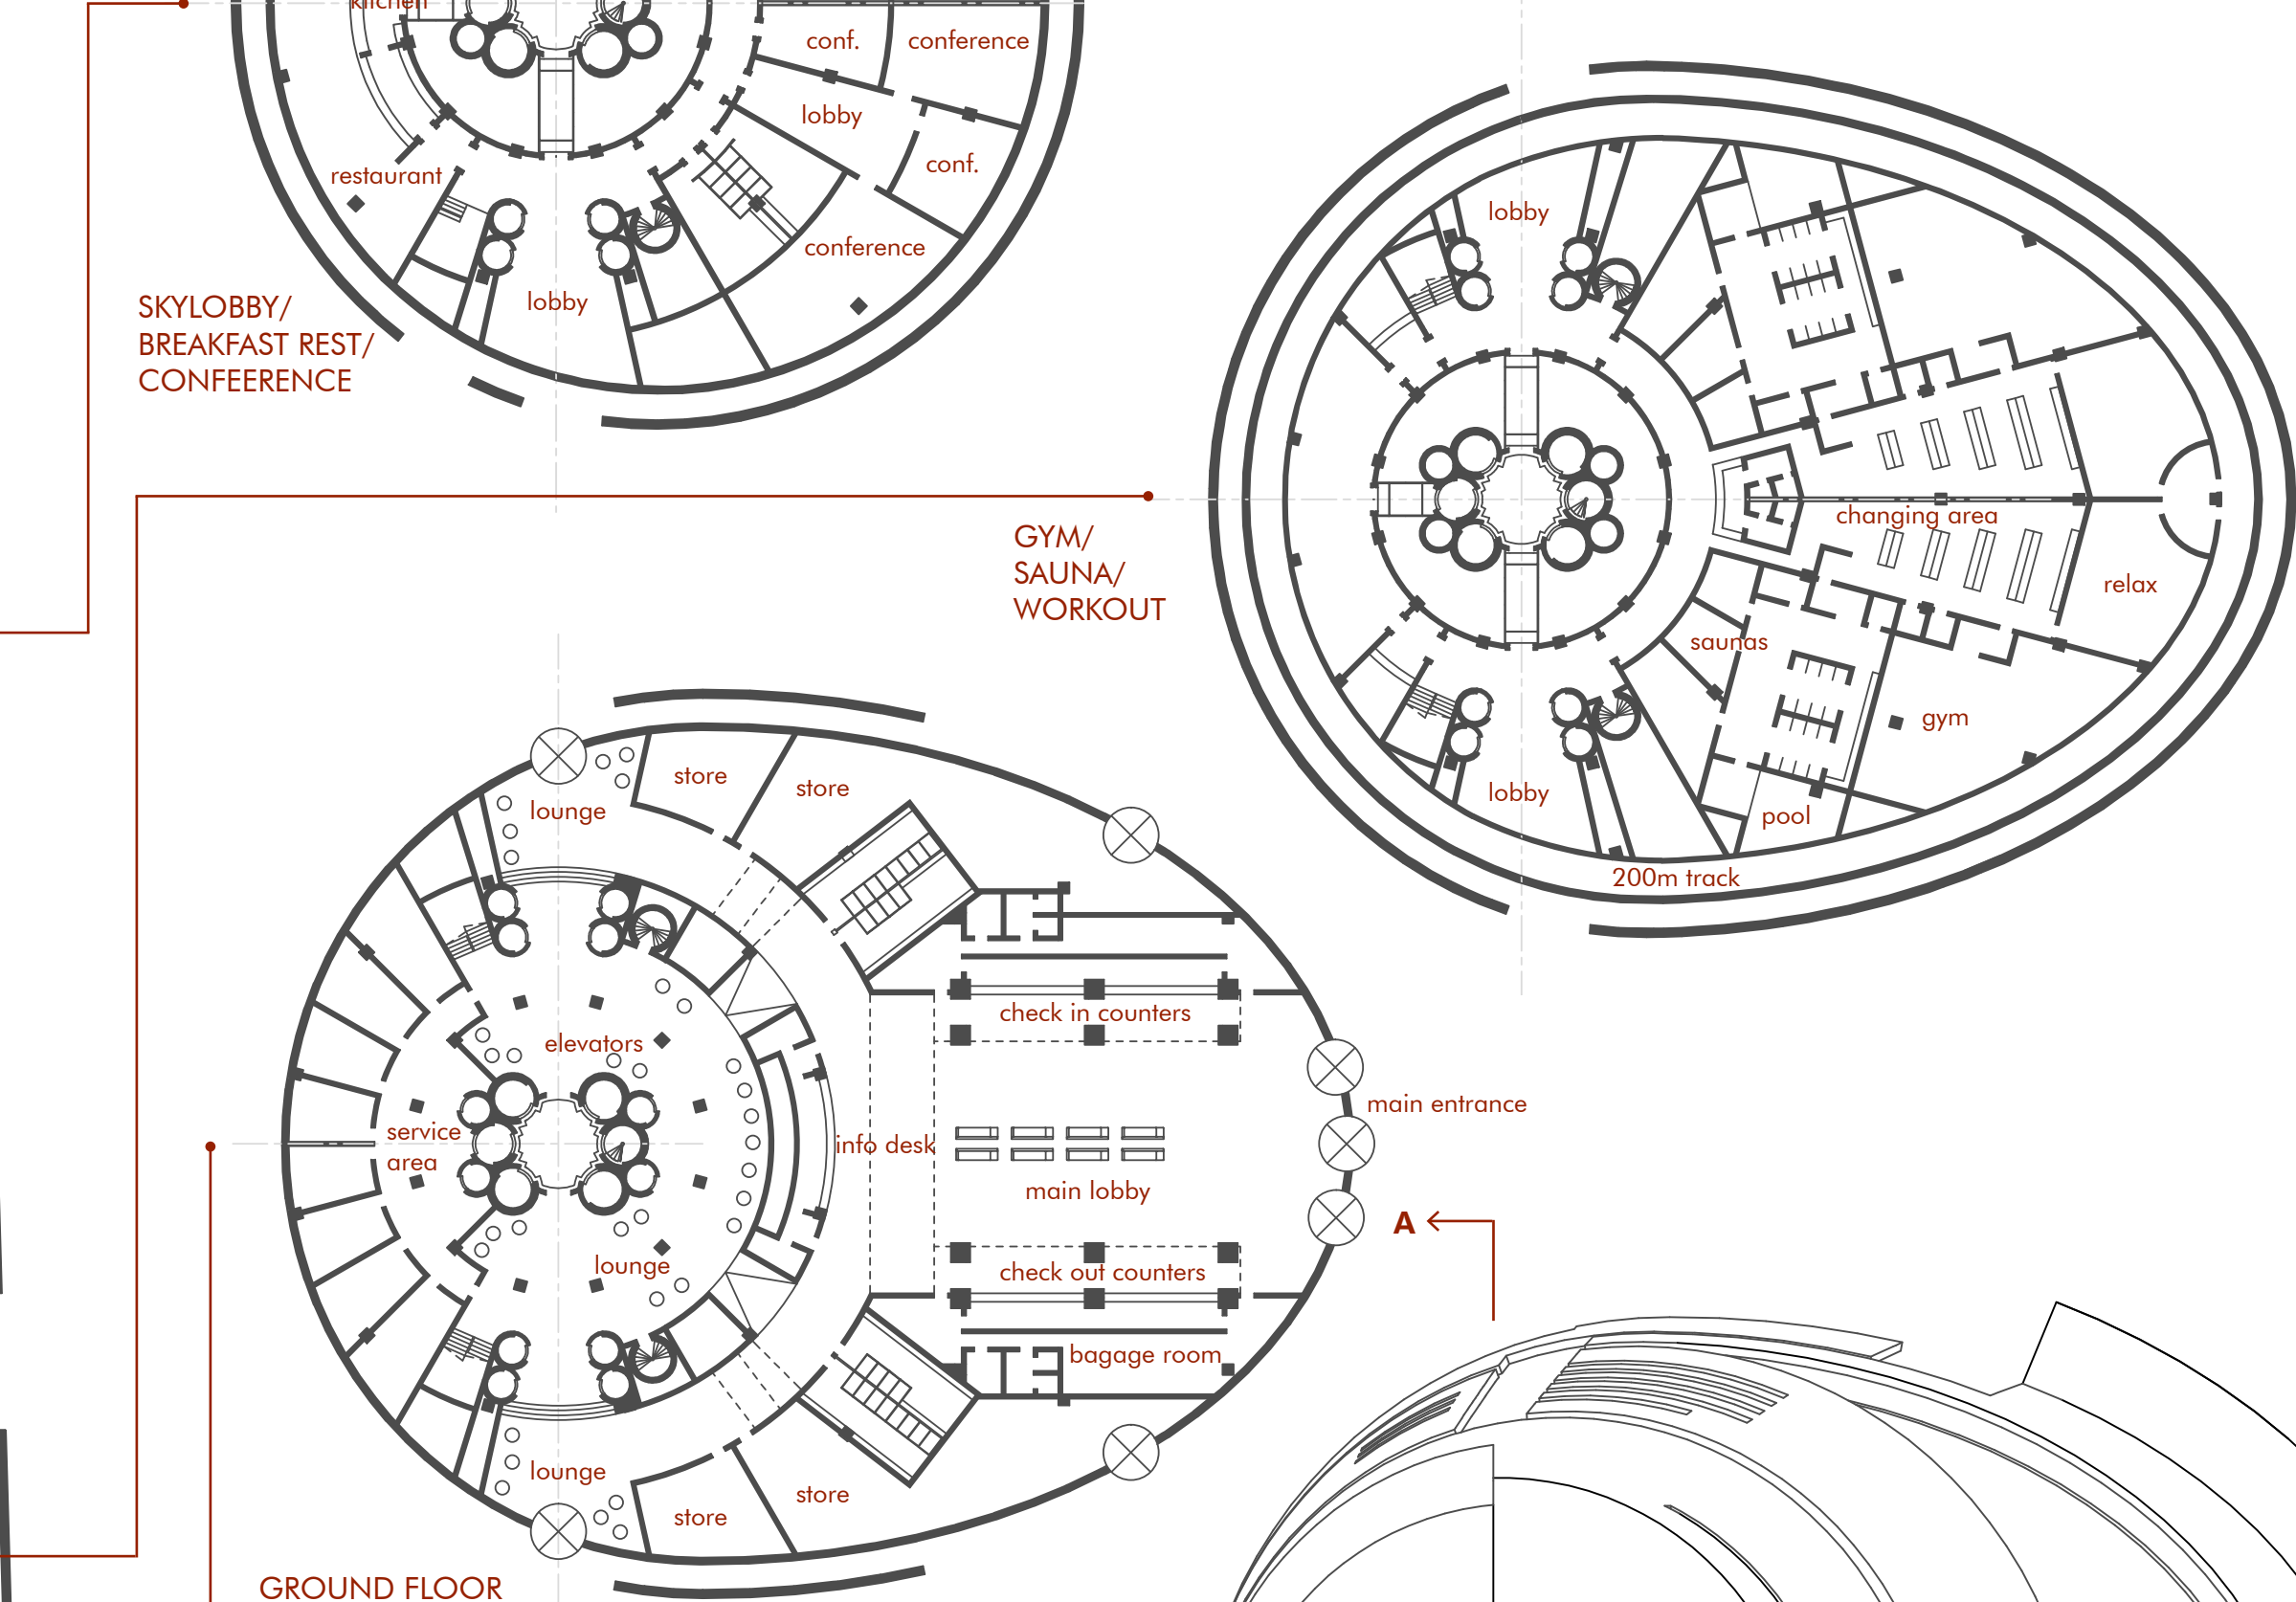 kitchen
conf.
conference
lobby
conf.
restaurant
conference
lobby
SKYLOBBY/
BREAKFAST REST/
CONFEERENCE
lobby
GYM/
SAUNA/
WORKOUT
changing area
relax
saunas
gym
lobby
pool
200m track
store
store
lounge
check in counters
elevators
main entrance
service
area
info desk
main lobby
A
lounge
check out counters
bagage room
lounge
store
store
GROUND FLOOR